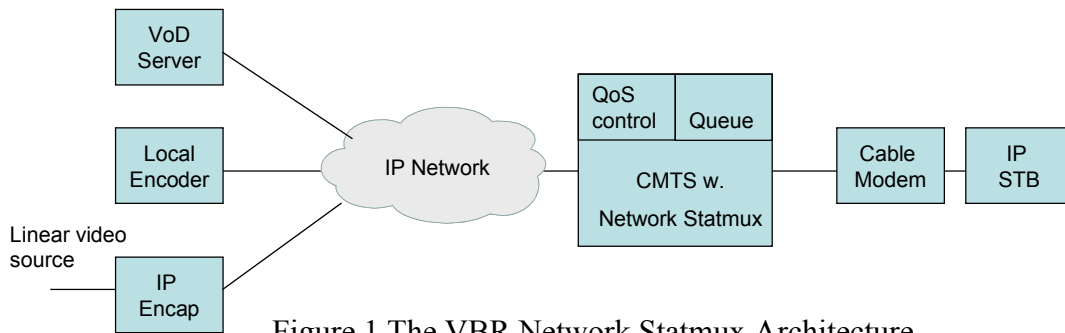 VoD
Server
Local
Encoder
Linear video
source
IP
Encap
IP Network
QoS
control
Queue
CMTS w.
Network Statmux
Cable
Modem
IP
STB
Figure 1 The VBR Network Statmux Architecture